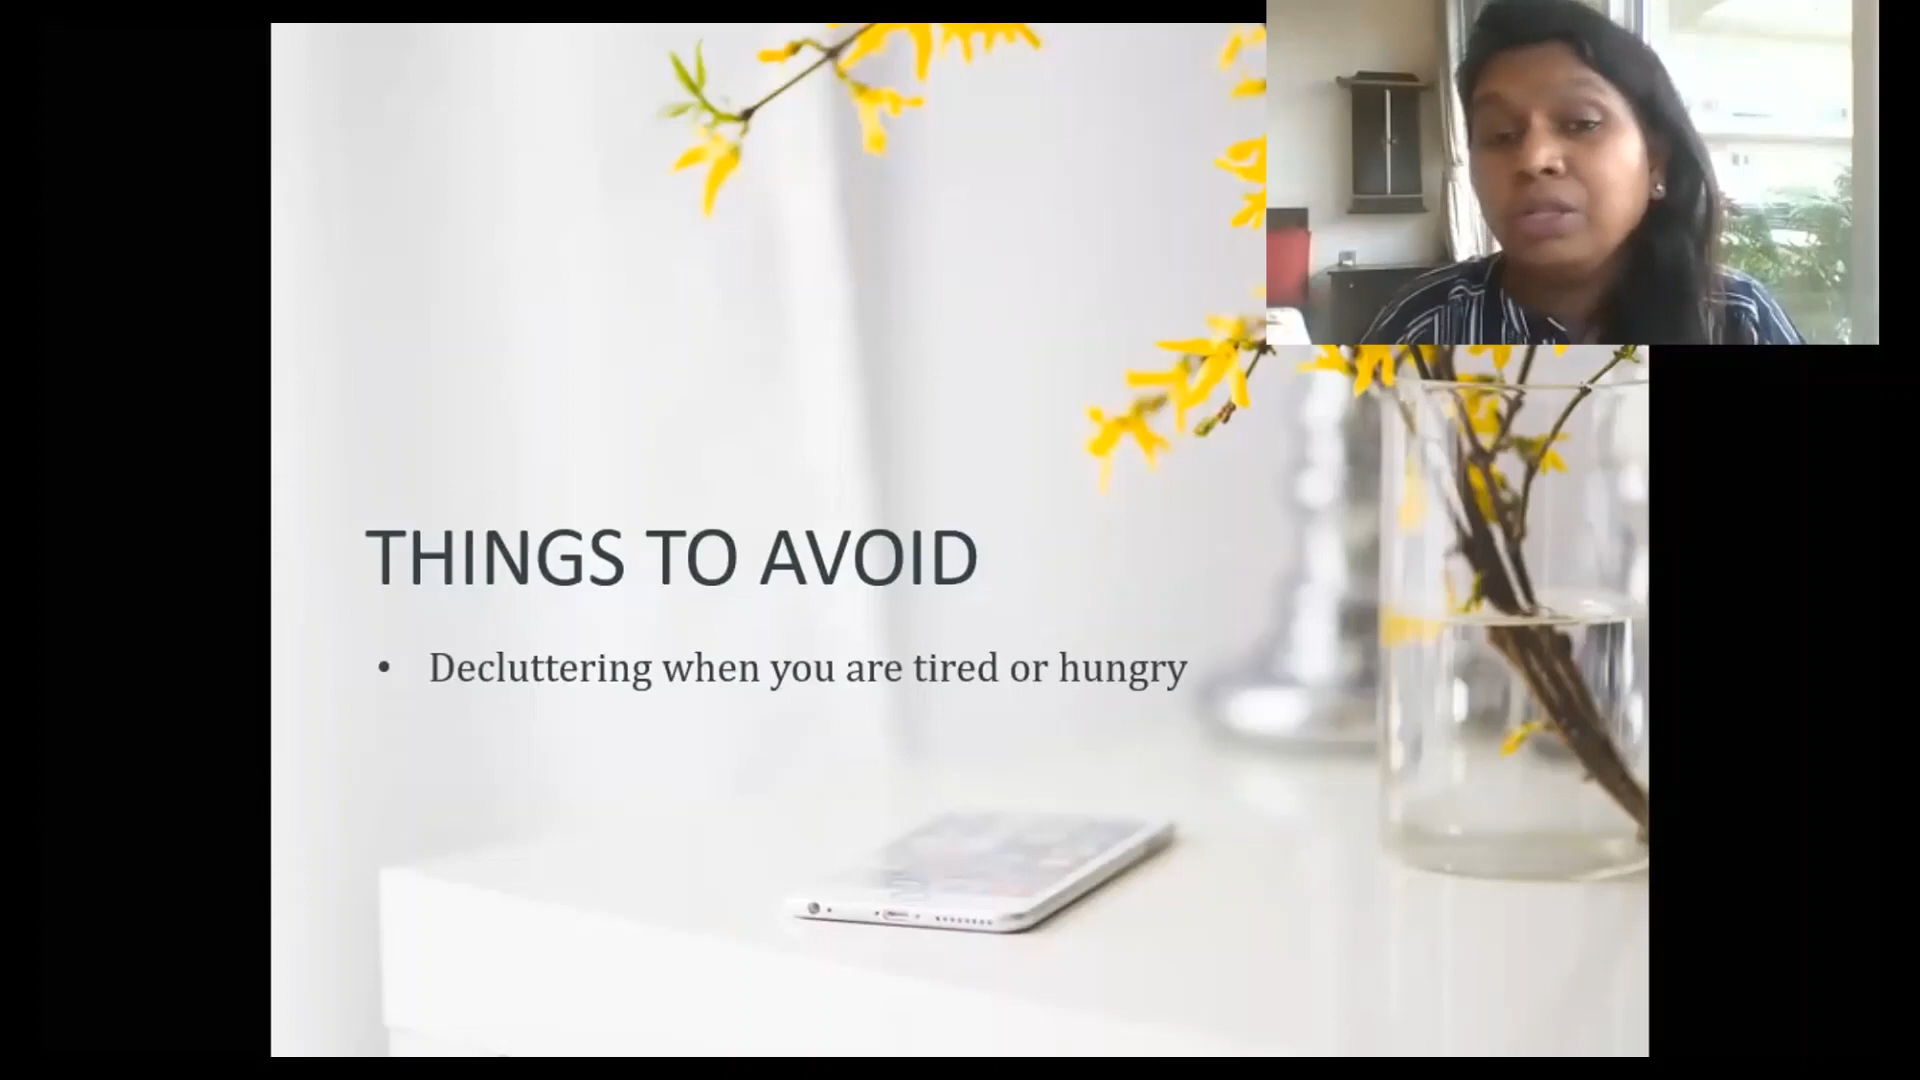 THINGS TO AVOID
• Decluttering when you are tired or hungry